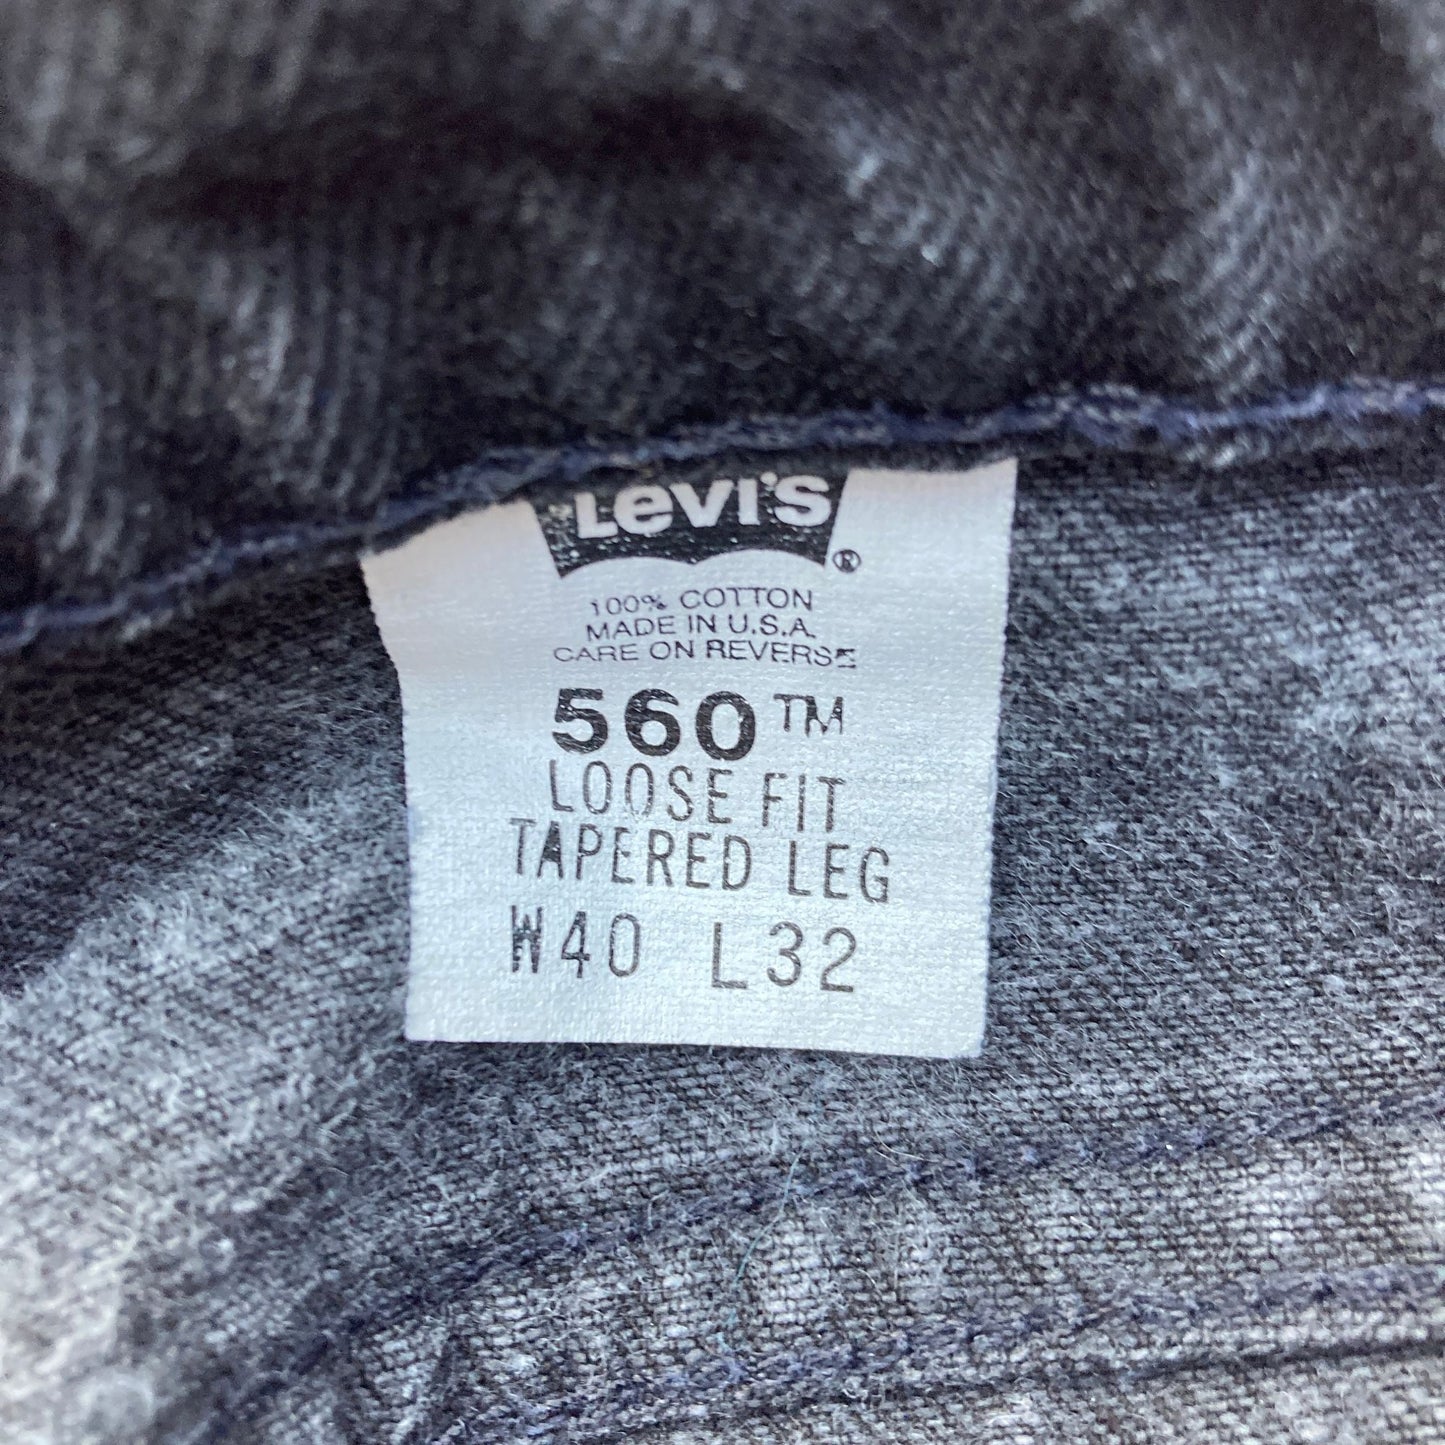 Levi's
®
100% COTTON
MADE IN U.S.A.
CARE ON REVERSE
560™
LOOSE FIT
TAPERED LEG
W40 L32